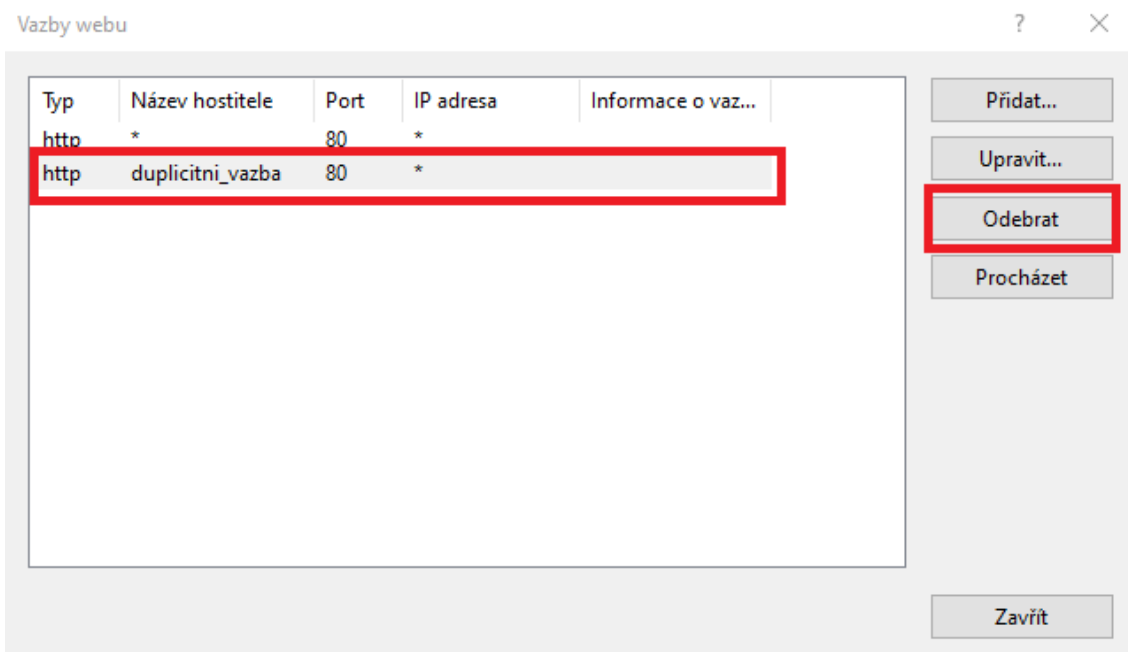 Vazby webu ? ×
Typ Název hostitele Port IP adresa Informace o vaz...
http * 80 *
http duplicitni_vazba 80 *
Přidat...
Upravit...
Odebrat
Procházet
Zavřít